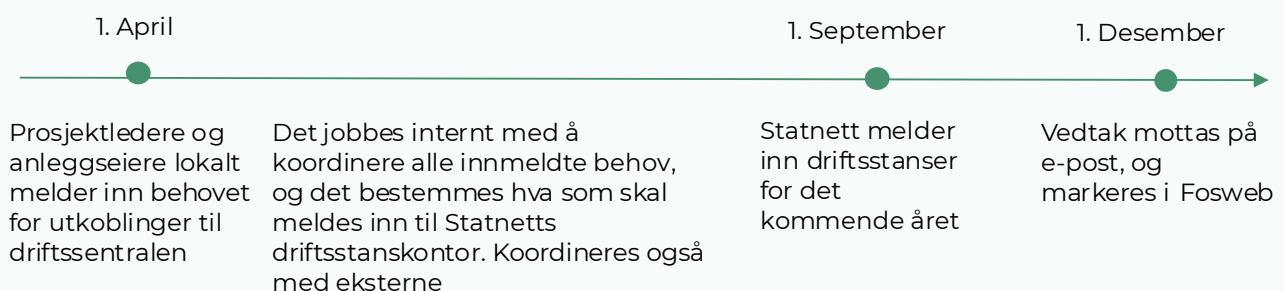 1. April
1. September
1. Desember
Prosjektledere og
anleggseiere lokalt
melder inn behovet
for utkoblinger til
driftssentralen
Det jobbes internt med å
koordinere alle innmeldte behov,
og det bestemmes hva som skal
meldes inn til Statnetts
driftsstanskontor. Koordineres også
med eksterne
Statnett melder
inn driftsstanser
for det
kommende året
Vedtak mottas på
e-post, og
markeres i Fosweb